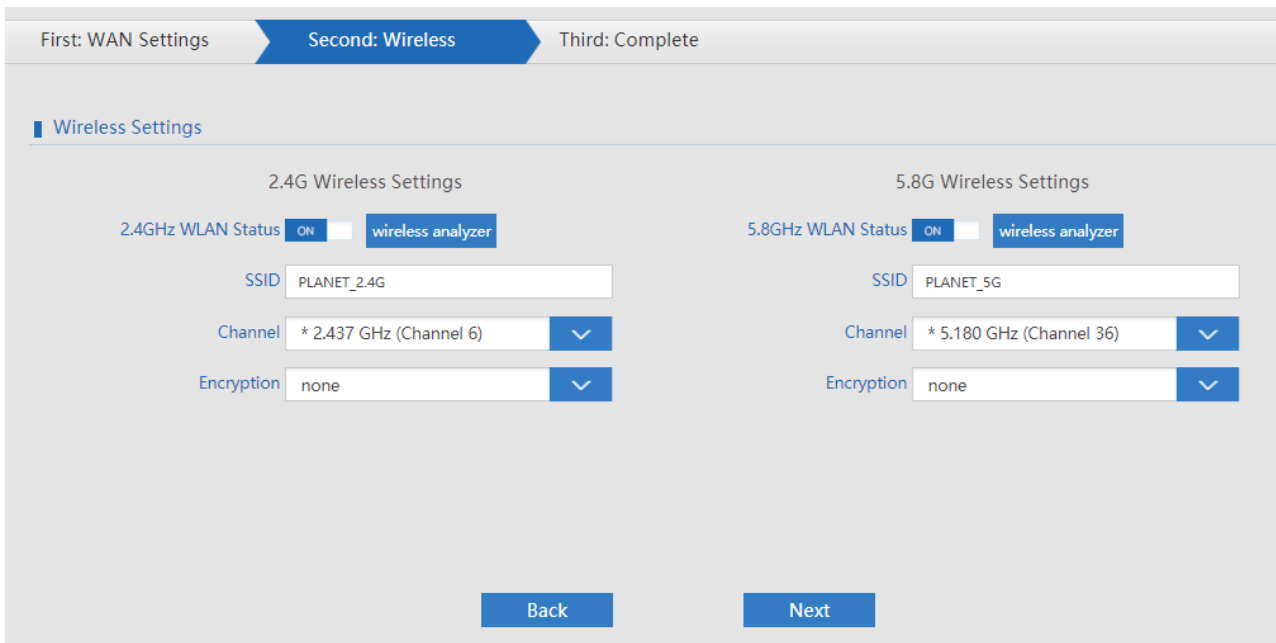 First: WAN Settings Second: Wireless Third: Complete
Wireless Settings
2.4G Wireless Settings 5.8G Wireless Settings
2.4GHz WLAN Status ON wireless analyzer 5.8GHz WLAN Status ON wireless analyzer
SSID PLANET_2.4G SSID PLANET_5G
Channel * 2.437 GHz (Channel 6) Channel * 5.180 GHz (Channel 36)
Encryption none Encryption none
Back Next